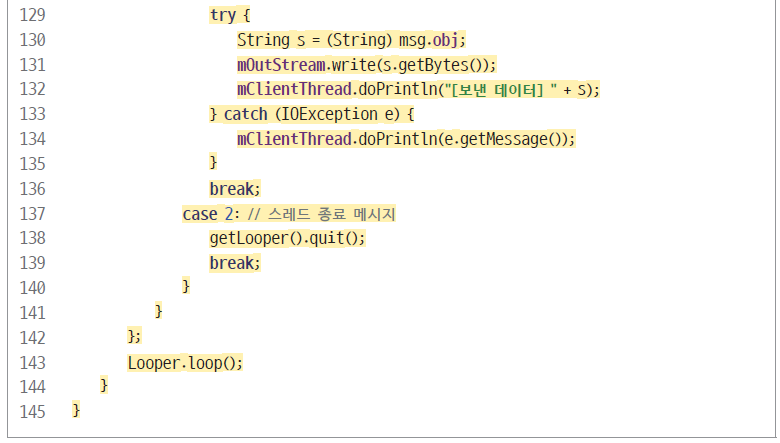 129 try {
130 String s = (String) msg.obj;
131 mOutStream.write(s.getBytes());
132 mClientThread.doPrintln("[보낸 데이터] " + s);
133 } catch (IOException e) {
134 mClientThread.doPrintln(e.getMessage());
135 }
136 break;
137 case 2: // 스레드 종료 메시지
138 getLooper().quit();
139 break;
140 }
141 }
142 };
143 Looper.loop();
144 }
145 }